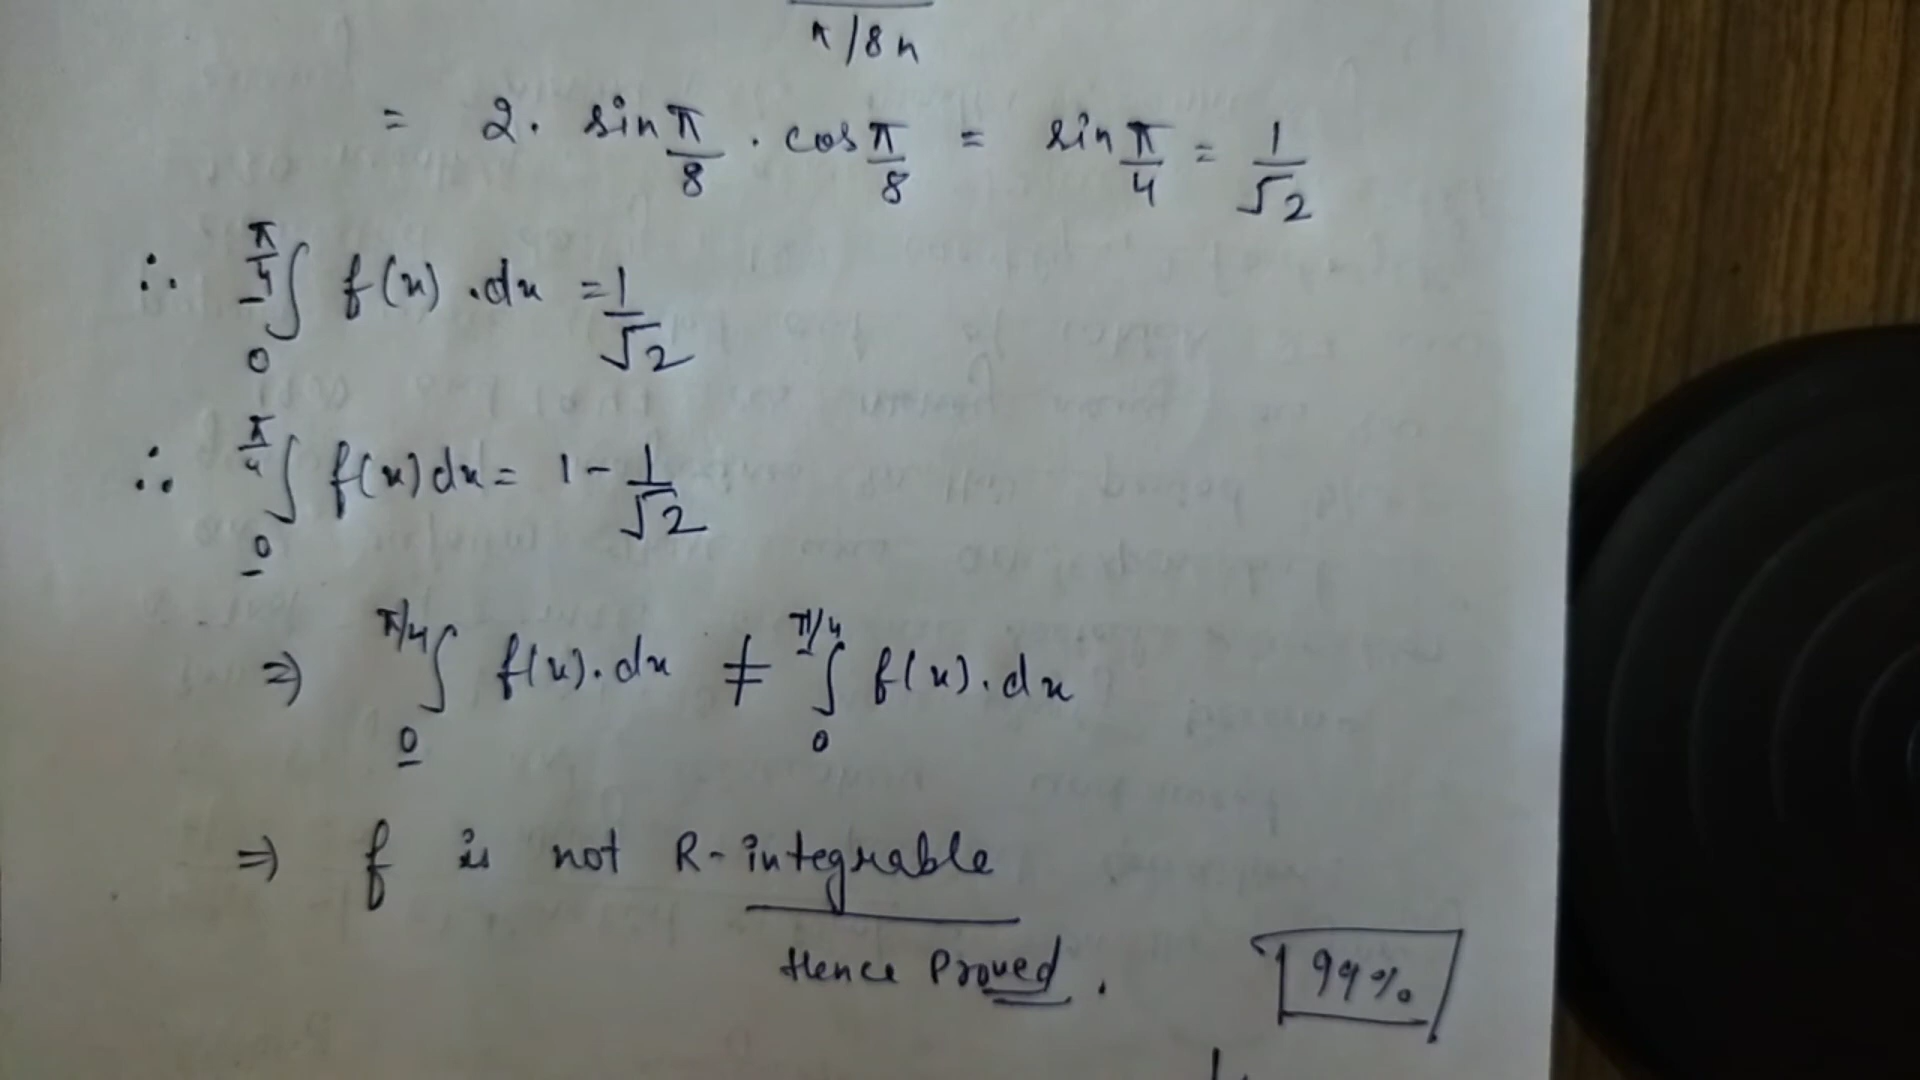 π/8n
= 2. sin π/8 . cos π/8 = sin π/4 = 1/√2
∴ ∫ f(x) .dx = 1/√2
π/4
0
∴ ∫ f(x) dx = 1 - 1/√2
π/4
0
⇒ π/4 ∫ 0 f(x). dx ≠ π/4 ∫ 0 f(x). dx
⇒ f is not R-integrable
Hence Proved .
99%